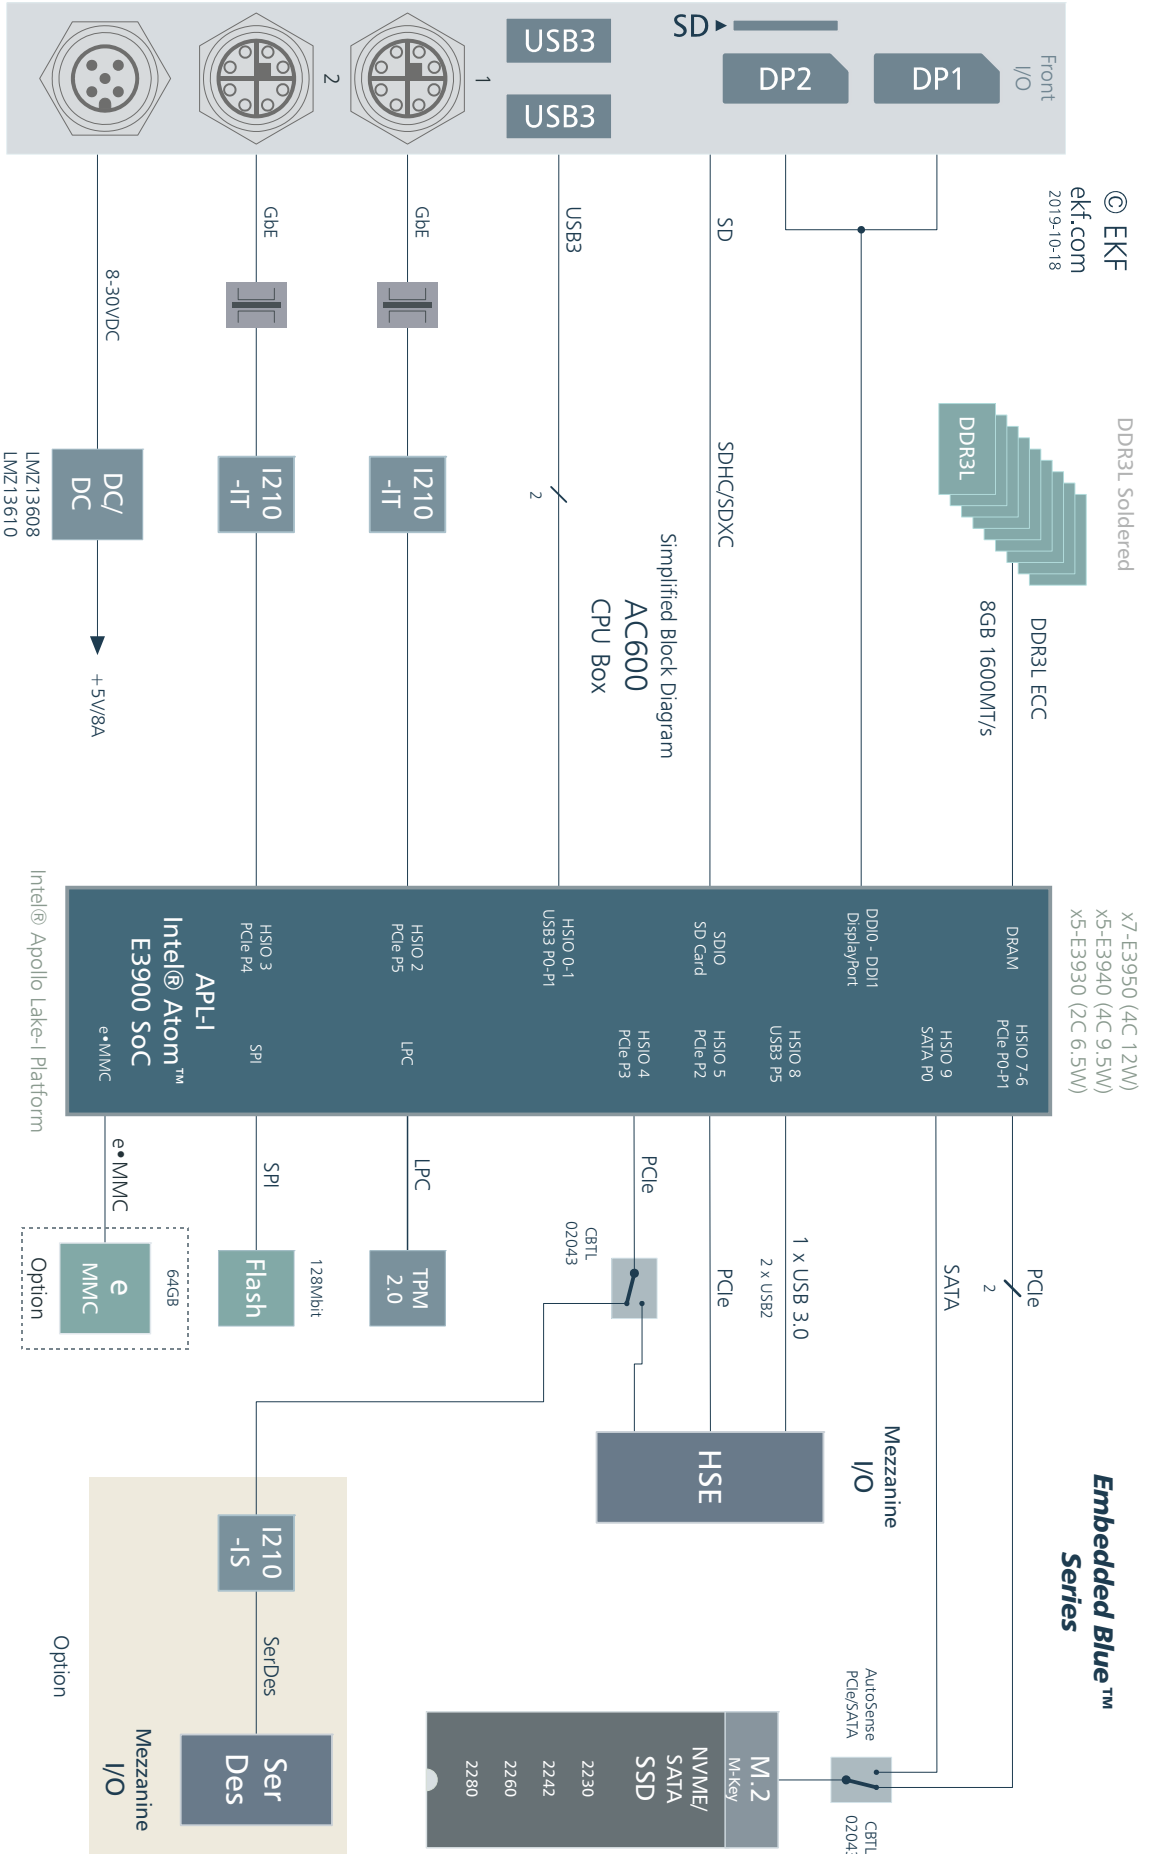 Front
I/O
DP1
DP2
SD
USB3
USB3
1
2
© EKF
ekf.com
2019-10-18
SD
USB3
GbE
GbE
8-30VDC
DDR3L Soldered
DDR3L
DDR3L ECC
8GB 1600MT/s
SDHC/SDXC
2
I210
-IT
I210
-IT
DC/
DC
LMZ13608
LMZ13610
+5V/8A
Simplified Block Diagram
AC600
CPU Box
x7-E3950 (4C 12W)
x5-E3940 (4C 9.5W)
x5-E3930 (2C 6.5W)
DRAM
DDI0 - DDI1
DisplayPort
SDIO
SD Card
HSIO 0-1
USB3 P0-P1
HSIO 2
PCIe P5
HSIO 3
PCIe P4
APL-I
Intel® Atom™
E3900 SoC
HSIO 7-6
PCIe P0-P1
HSIO 9
SATA P0
HSIO 8
USB3 P5
HSIO 5
PCIe P2
HSIO 4
PCIe P3
LPC
SPI
e•MMC
Intel® Apollo Lake-I Platform
PCIe
2
SATA
1 x USB 3.0
2 x USB2
PCIe
PCIe
CBTL
02043
LPC
TPM
2.0
SPI
128Mbit
Flash
e•MMC
64GB
e
MMC
Option
Embedded Blue™
Series
Mezzanine
I/O
HSE
I210
-IS
SerDes
Ser
Des
Mezzanine
I/O
Option
AutoSense
PCIe/SATA
CBTL
M.2
M-Key
NVME/
SATA
SSD
2230
2242
2260
2280